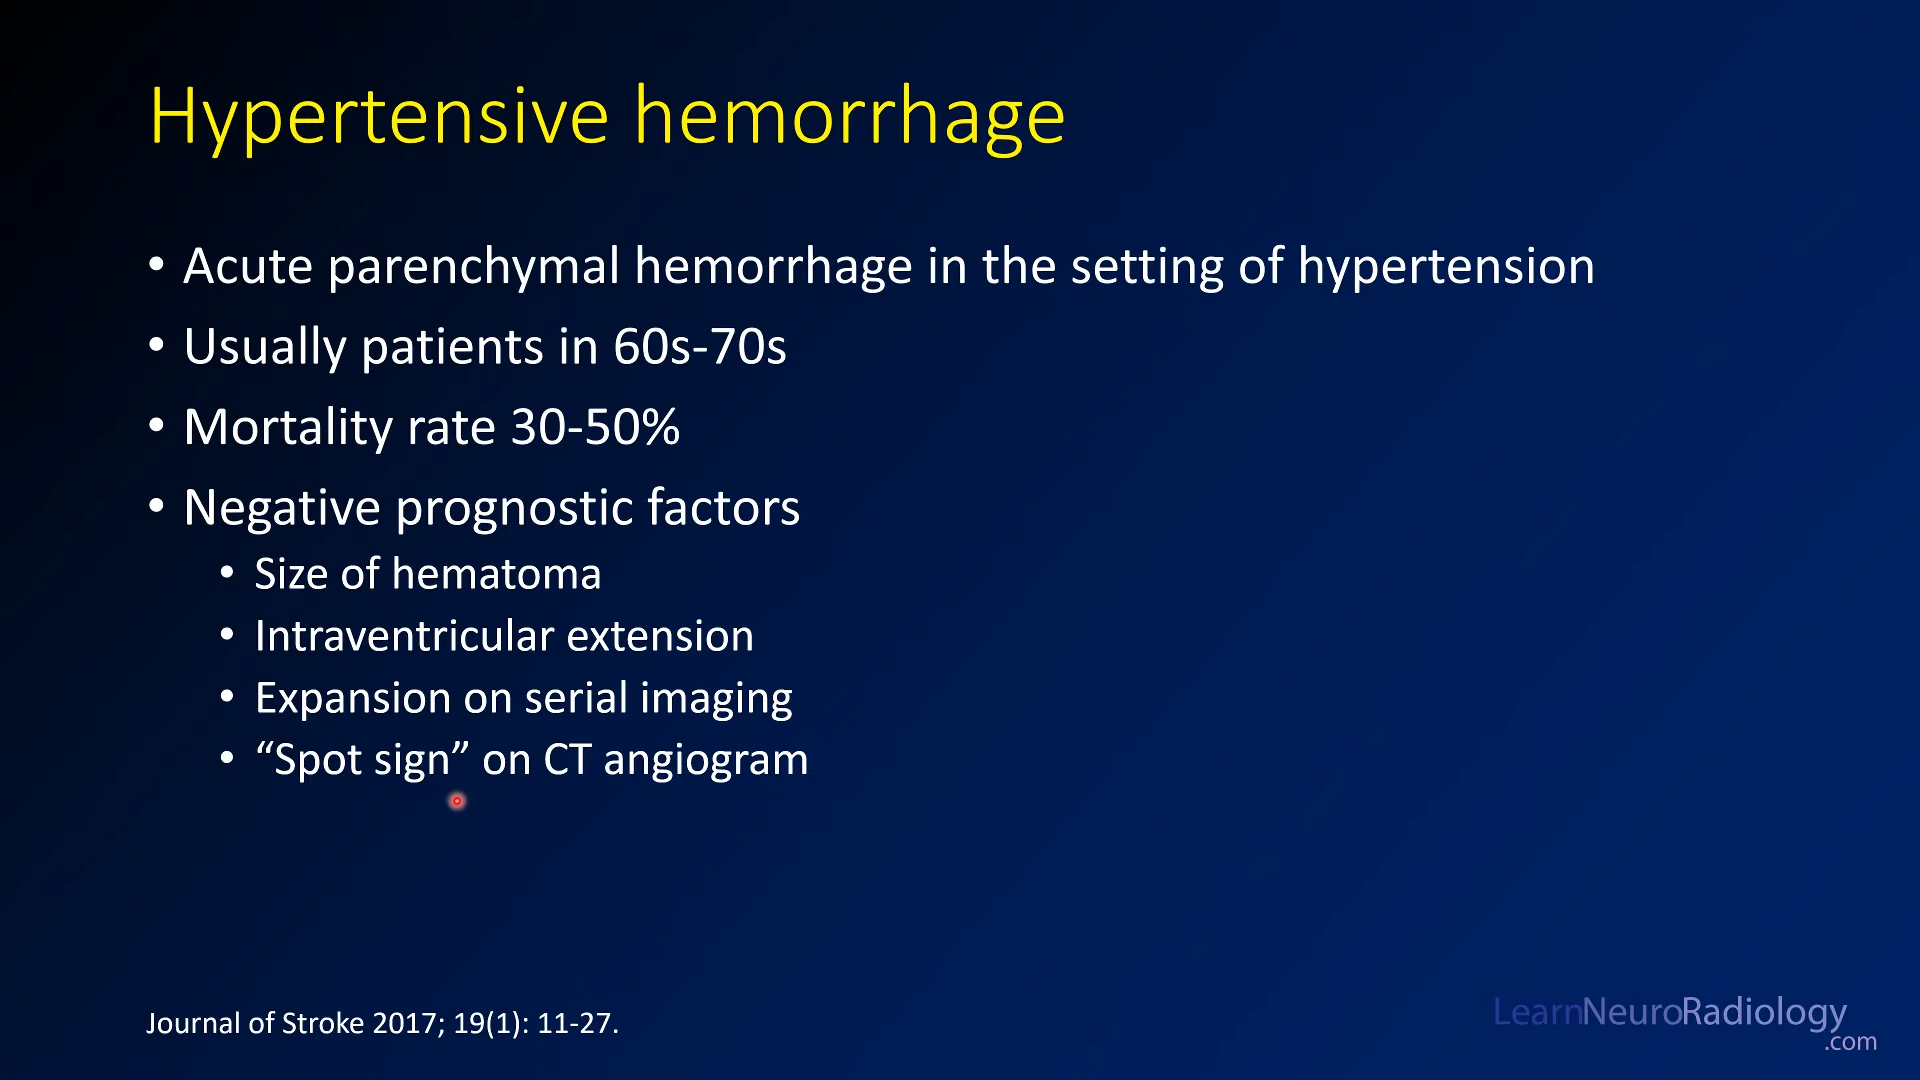 Hypertensive hemorrhage
• Acute parenchymal hemorrhage in the setting of hypertension
• Usually patients in 60s-70s
• Mortality rate 30-50%
• Negative prognostic factors
• Size of hematoma
• Intraventricular extension
• Expansion on serial imaging
• “Spot sign” on CT angiogram
Journal of Stroke 2017; 19(1): 11-27.
LearnNeuroRadiology
.com